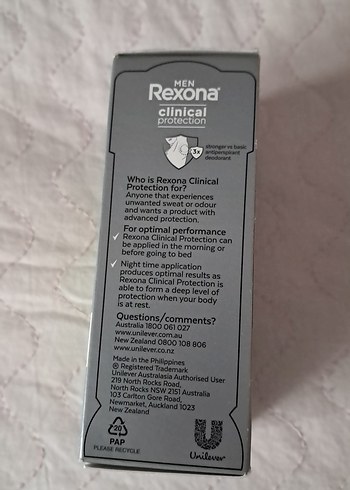 MEN
Rexona®
clinical
protection
3x
stronger vs basic
antiperspirant
deodorant
Who is Rexona Clinical
Protection for?
Anyone that experiences
unwanted sweat or odour
and wants a product with
advanced protection.
For optimal performance
✓ Rexona Clinical Protection can
be applied in the morning or
before going to bed
✓ Night time application
produces optimal results as
Rexona Clinical Protection is
able to form a deep level of
protection when your body
is at rest.
Questions/comments?
Australia 1800 061 027
www.unilever.com.au
New Zealand 0800 108 806
www.unilever.co.nz
Made in the Philippines
® Registered Trademark
Unilever Australasia Authorised User
219 North Rocks Road,
North Rocks NSW 2151 Australia
103 Carlton Gore Road,
Newmarket, Auckland 1023
New Zealand
20
PAP
PLEASE RECYCLE
Unilever